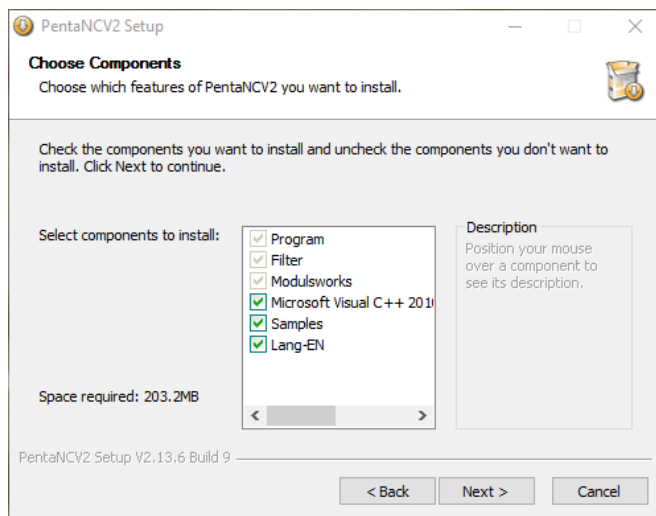 PentaNCV2 Setup
Choose Components
Choose which features of PentaNCV2 you want to install.
Check the components you want to install and uncheck the components you don't want to
install. Click Next to continue.
Select components to install:
Program
Filter
Modulsworks
Microsoft Visual C++ 201
Samples
Lang-EN
Description
Position your mouse
over a component to
see its description.
Space required: 203.2MB
PentaNCV2 Setup V2.13.6 Build 9
< Back
Next >
Cancel